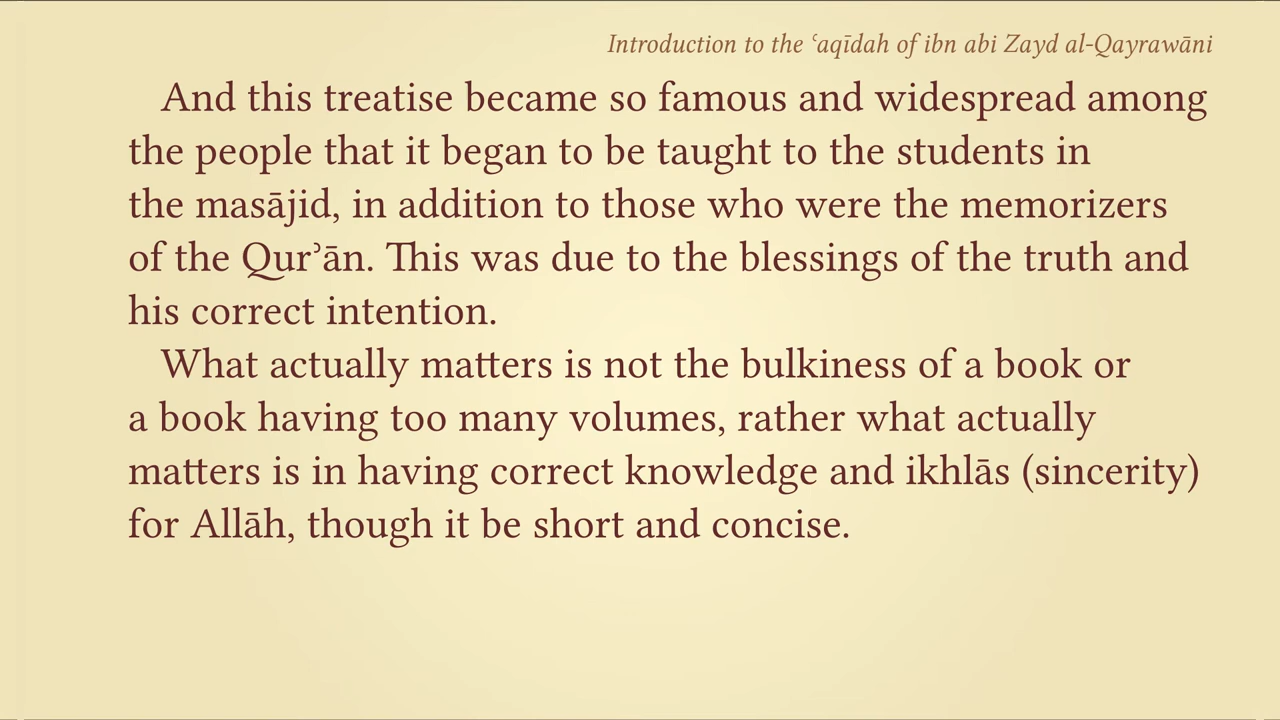 Introduction to the ʿaqīdah of ibn abi Zayd al-Qayrawāni
And this treatise became so famous and widespread among
the people that it began to be taught to the students in
the masājid, in addition to those who were the memorizers
of the Qurʾān. This was due to the blessings of the truth and
his correct intention.
What actually matters is not the bulkiness of a book or
a book having too many volumes, rather what actually
matters is in having correct knowledge and ikhlās (sincerity)
for Allāh, though it be short and concise.